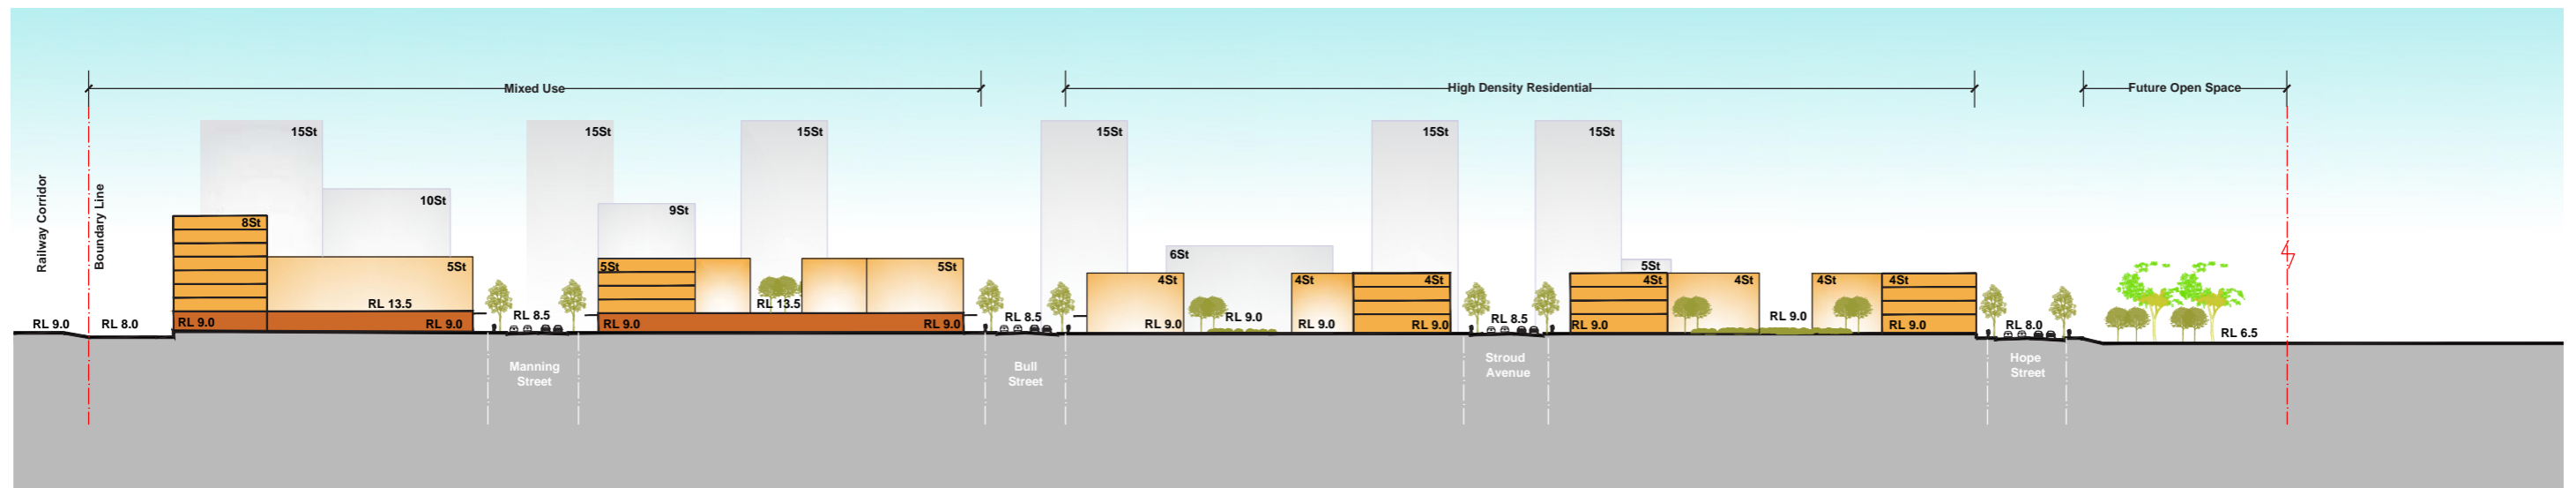 Mixed Use
High Density Residential
Future Open Space
Railway Corridor
Boundary Line
15St
15St
15St
15St
15St
15St
10St
9St
8St
6St
5St
5St
5St
5St
4St
4St
4St
4St
4St
4St
4St
RL 13.5
RL 13.5
RL 9.0
RL 8.0
RL 9.0
RL 9.0
RL 8.5
RL 9.0
RL 9.0
RL 8.5
RL 9.0
RL 9.0
RL 9.0
RL 9.0
RL 8.5
RL 9.0
RL 9.0
RL 9.0
RL 8.0
RL 6.5
Manning
Street
Bull
Street
Stroud
Avenue
Hope
Street